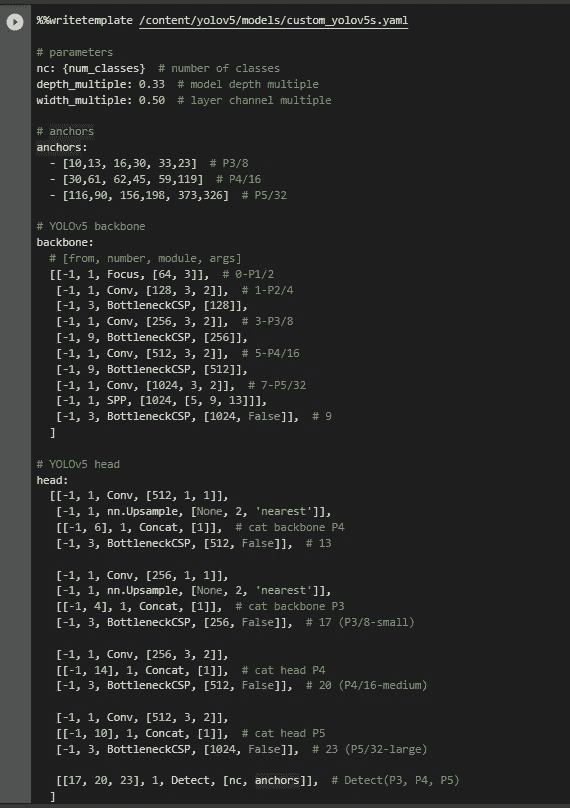 %%writetemplate /content/yolov5/models/custom_yolov5s.yaml
# parameters
nc: {num_classes}  # number of classes
depth_multiple: 0.33  # model depth multiple
width_multiple: 0.50  # layer channel multiple
# anchors
anchors:
  - [10,13, 16,30, 33,23]  # P3/8
  - [30,61, 62,45, 59,119]  # P4/16
  - [116,90, 156,198, 373,326]  # P5/32
# YOLOv5 backbone
backbone:
  # [from, number, module, args]
  [[-1, 1, Focus, [64, 3]],  # 0-P1/2
   [-1, 1, Conv, [128, 3, 2]],  # 1-P2/4
   [-1, 3, BottleneckCSP, [128]],
   [-1, 1, Conv, [256, 3, 2]],  # 3-P3/8
   [-1, 9, BottleneckCSP, [256]],
   [-1, 1, Conv, [512, 3, 2]],  # 5-P4/16
   [-1, 9, BottleneckCSP, [512]],
   [-1, 1, Conv, [1024, 3, 2]],  # 7-P5/32
   [-1, 1, SPP, [1024, [5, 9, 13]]],
   [-1, 3, BottleneckCSP, [1024, False]],  # 9
  ]
# YOLOv5 head
head:
  [[-1, 1, Conv, [512, 1, 1]],
   [-1, 1, nn.Upsample, [None, 2, 'nearest']],
   [[-1, 6], 1, Concat, [1]],  # cat backbone P4
   [-1, 3, BottleneckCSP, [512, False]],  # 13
   [-1, 1, Conv, [256, 1, 1]],
   [-1, 1, nn.Upsample, [None, 2, 'nearest']],
   [[-1, 4], 1, Concat, [1]],  # cat backbone P3
   [-1, 3, BottleneckCSP, [256, False]],  # 17 (P3/8-small)
   [-1, 1, Conv, [256, 3, 2]],
   [[-1, 14], 1, Concat, [1]],  # cat head P4
   [-1, 3, BottleneckCSP, [512, False]],  # 20 (P4/16-medium)
   [-1, 1, Conv, [512, 3, 2]],
   [[-1, 10], 1, Concat, [1]],  # cat head P5
   [-1, 3, BottleneckCSP, [1024, False]],  # 23 (P5/32-large)
   [[17, 20, 23], 1, Detect, [nc, anchors]],  # Detect(P3, P4, P5)
  ]